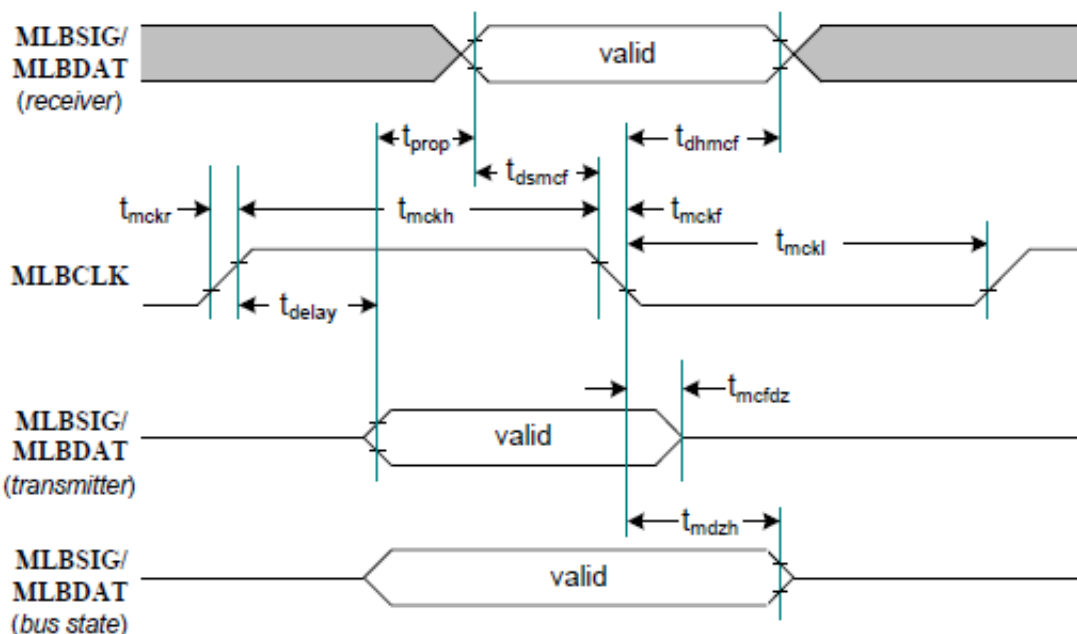 MLBSIG/
MLBDAT
(receiver)
valid
tprop
tdhmcf
tdsmcf
tmckr
tmckh
tmckf
tmckl
MLBCLK
tdelay
tmcfdz
MLBSIG/
MLBDAT
(transmitter)
valid
tmdzh
MLBSIG/
MLBDAT
(bus state)
valid